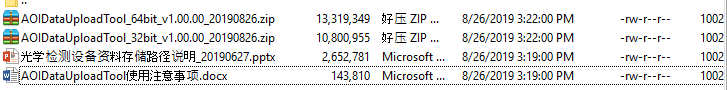 ..
AOIDataUploadTool_64bit_v1.00.00_20190826.zip 13,319,349 好压 ZIP ... 8/26/2019 3:22:00 PM -rw-r--r-- 1002
AOIDataUploadTool_32bit_v1.00.00_20190826.zip 10,800,955 好压 ZIP ... 8/26/2019 3:22:00 PM -rw-r--r-- 1002
光学检测设备资料存储路径说明_20190627.pptx 2,652,781 Microsoft ... 8/26/2019 3:19:00 PM -rw-r--r-- 1002
AOIDataUploadTool使用注意事项.docx 143,810 Microsoft ... 8/26/2019 3:19:00 PM -rw-r--r-- 1002